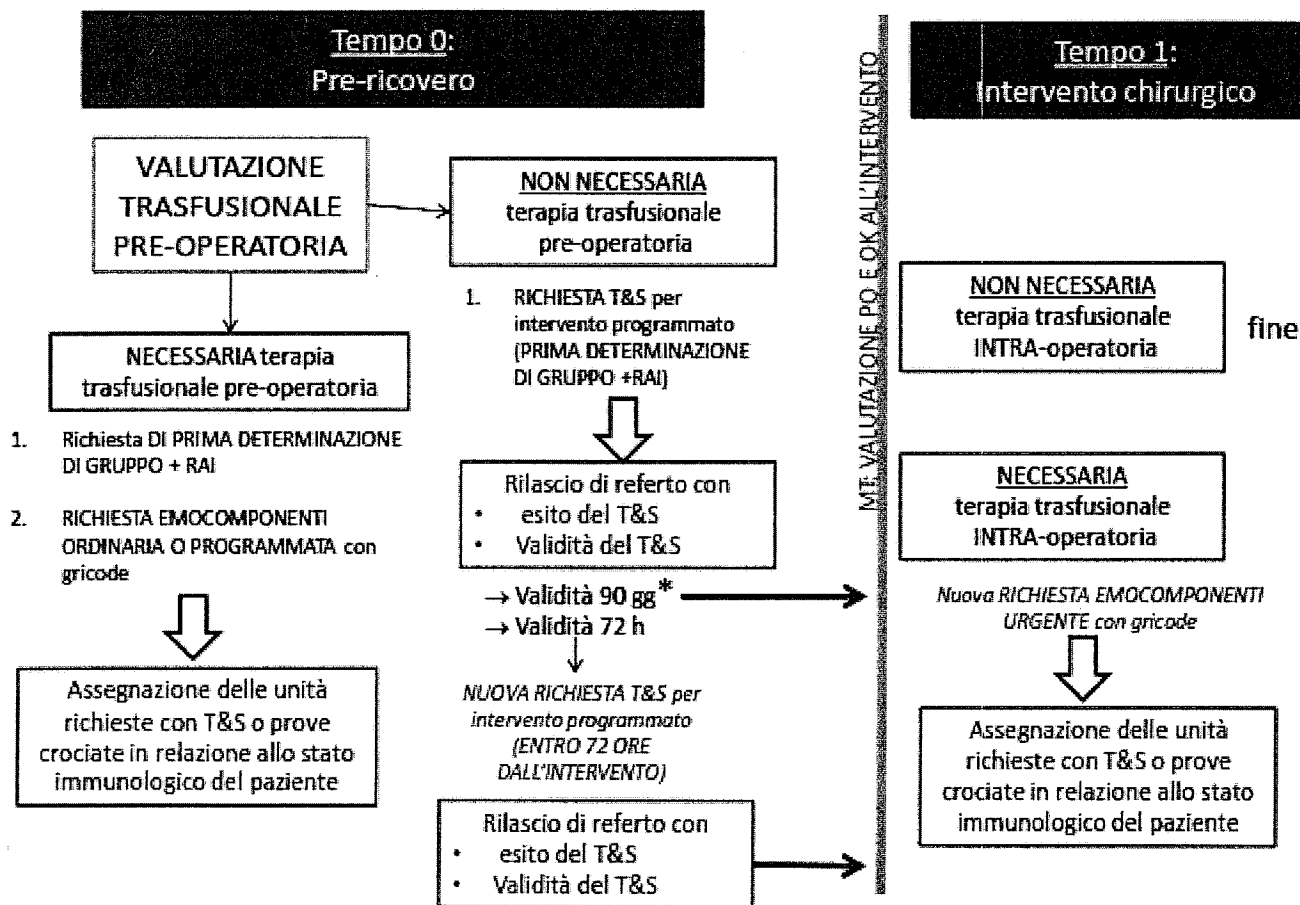 Tempo 0:
Pre-ricovero
VALUTAZIONE
TRASFUSIONALE
PRE-OPERATORIA
NECESSARIA terapia
trasfusionale pre-operatoria
1. Richiesta DI PRIMA DETERMINAZIONE
DI GRUPPO + RAI
2. RICHIESTA EMOCOMPONENTI
ORDINARIA O PROGRAMMATA con
gricode
Assegnazione delle unità
richieste con T&S o prove
crociate in relazione allo stato
immunologico del paziente
NON NECESSARIA
terapia trasfusionale
pre-operatoria
1. RICHIESTA T&S per
intervento programmato
(PRIMA DETERMINAZIONE
DI GRUPPO +RAI)
Rilascio di referto con
• esito del T&S
• Validità del T&S
→ Validità 90 gg*
→ Validità 72 h
NUOVA RICHIESTA T&S per
intervento programmato
(ENTRO 72 ORE
DALL'INTERVENTO)
Rilascio di referto con
• esito del T&S
• Validità del T&S
MT: VALUTAZIONE PO E OK ALL'INTERVENTO
Tempo 1:
Intervento chirurgico
NON NECESSARIA
terapia trasfusionale
INTRA-operatoria
fine
NECESSARIA
terapia trasfusionale
INTRA-operatoria
Nuova RICHIESTA EMOCOMPONENTI
URGENTE con gricode
Assegnazione delle unità
richieste con T&S o prove
crociate in relazione allo stato
immunologico del paziente